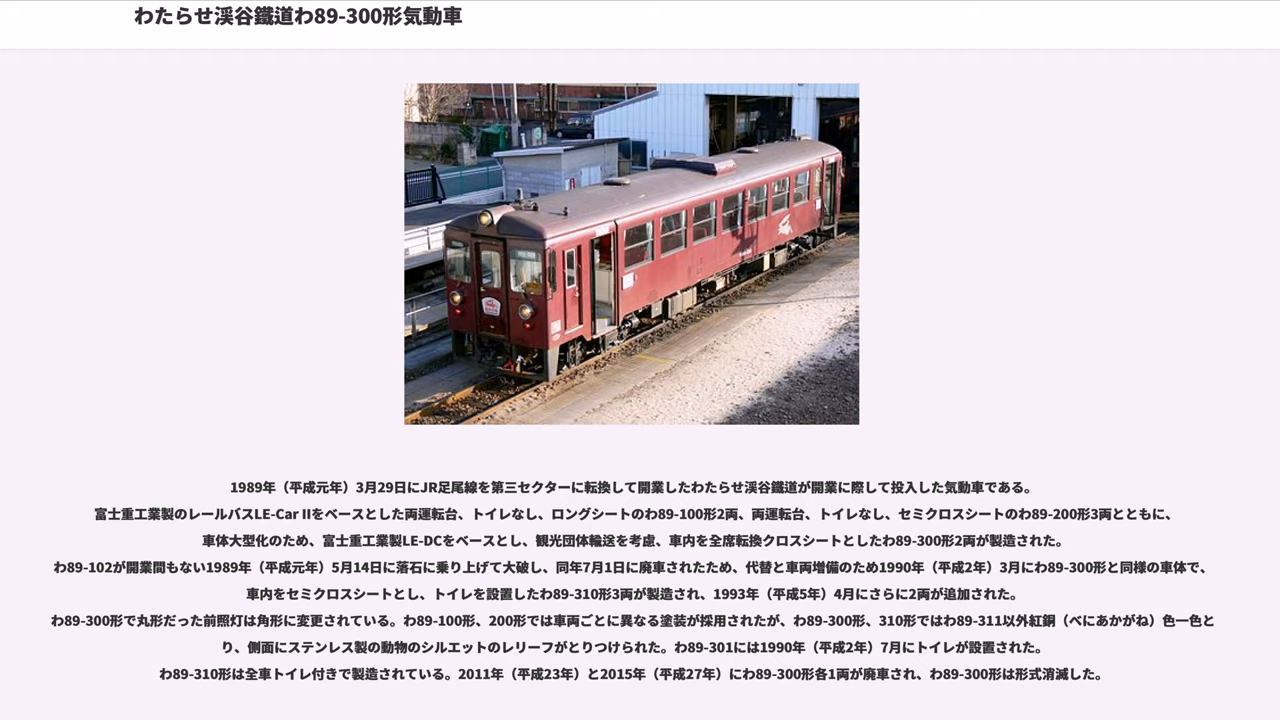 わたらせ渓谷鐵道わ89-300形気動車
1989年（平成元年）3月29日にJR足尾線を第三セクターに転換して開業したわたらせ渓谷鐵道が開業に際して投入した気動車である。
富士重工業製のレールバスLE-Car IIをベースとした両運転台、トイレなし、ロングシートのわ89-100形2両、両運転台、トイレなし、セミクロスシートのわ89-200形3両とともに、
車体大型化のため、富士重工業製LE-DCをベースとし、観光団体輸送を考慮、車内を全席転換クロスシートとしたわ89-300形2両が製造された。
わ89-102が開業間もない1989年（平成元年）5月14日に落石に乗り上げて大破し、同年7月1日に廃車されたため、代替と車両増備のため1990年（平成2年）3月にわ89-300形と同様の車体で、
車内をセミクロスシートとし、トイレを設置したわ89-310形3両が製造され、1993年（平成5年）4月にさらに2両が追加された。
わ89-300形で丸形だった前照灯は角形に変更されている。わ89-100形、200形では車両ごとに異なる塗装が採用されたが、わ89-300形、310形ではわ89-311以外紅銅（べにあかがね）色一色と
り、側面にステンレス製の動物のシルエットのレリーフがとりつけられた。わ89-301には1990年（平成2年）7月にトイレが設置された。
わ89-310形は全車トイレ付きで製造されている。2011年（平成23年）と2015年（平成27年）にわ89-300形各1両が廃車され、わ89-300形は形式消滅した。